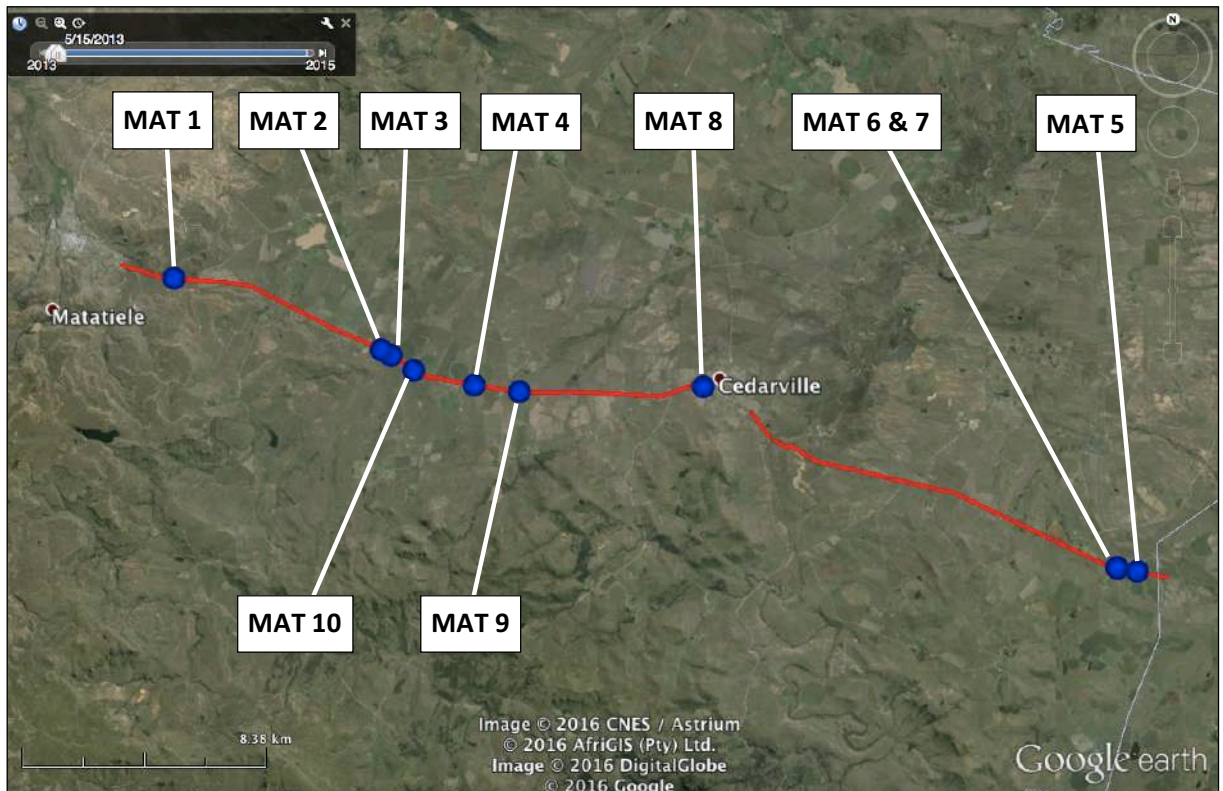 5/15/2013
2013
2015
N
MAT 1
MAT 2
MAT 3
MAT 4
MAT 8
MAT 6 & 7
MAT 5
Matatiele
Cedarville
MAT 10
MAT 9
8.38 km
Image © 2016 CNES / Astrium
© 2016 AfriGIS (Pty) Ltd.
Image © 2016 DigitalGlobe
© 2016 Google
Google earth